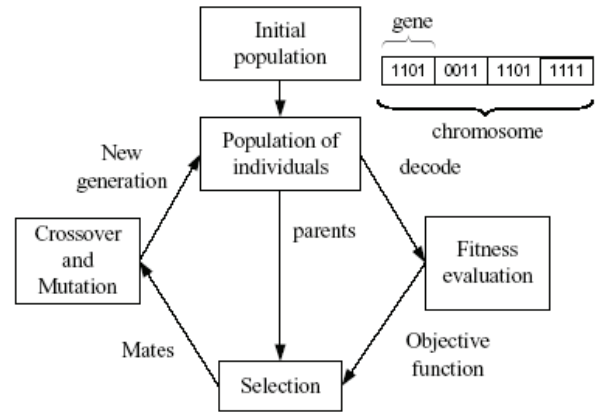 Initial
population
gene
1101 0011 1101 1111
chromosome
Population of
individuals
New
generation
decode
parents
Crossover
and
Mutation
Fitness
evaluation
Mates
Objective
function
Selection